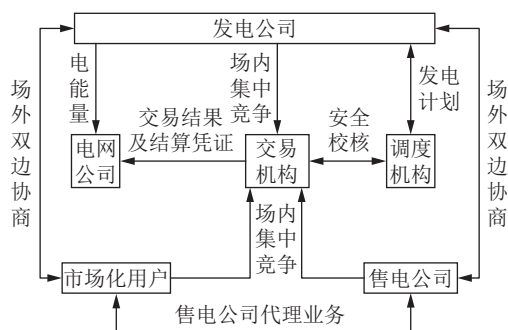 发电公司
场外双边协商
电能量
场内
集中
竞争
发电
计划
场外双边协商
交易结果
及结算凭证
安全
校核
电网
公司
交易
机构
调度
机构
场内
集中
竞争
市场化用户
售电公司
售电公司代理业务